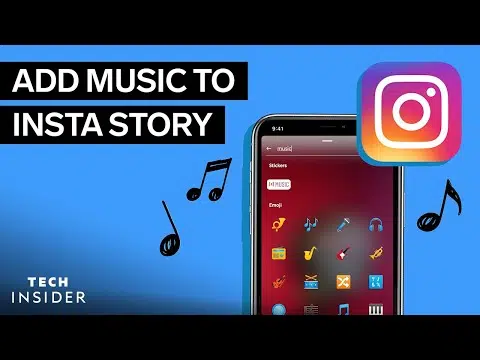 ADD MUSIC TO
INSTA STORY
9:41
music
Stickers
MUSIC
Emoji
TECH
INSIDER